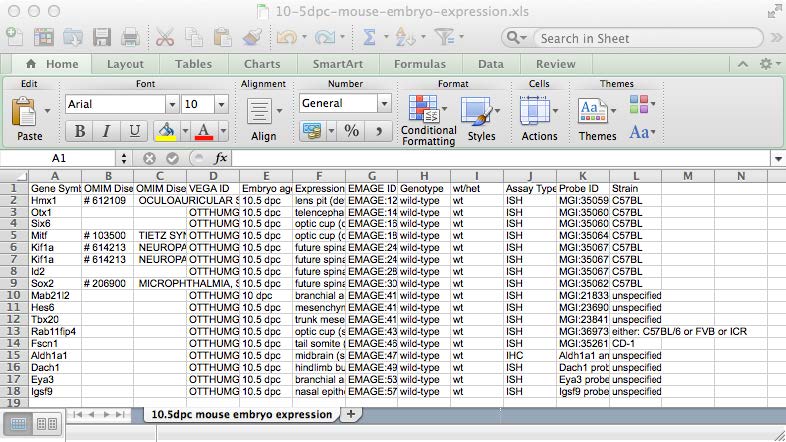 10-5dpc-mouse-embryo-expression.xls
Search in Sheet
Home Layout Tables Charts SmartArt Formulas Data Review
Edit Font Alignment Number Format Cells Themes
Arial 10 General
Paste B I U A Align % , Conditional Formatting Styles Actions Aa Themes Aa
A1 fx
A B C D E F G H I J K L M N
1 Gene Symb OMIM Dise OMIM Dise VEGA ID Embryo age Expression EMAGE ID Genotype wt/het Assay Type Probe ID Strain
2 Hmx1 # 612109 OCULOAURICULAR S 10.5 dpc lens pit (de EMAGE:12 wild-type wt ISH MGI:35059 C57BL
3 Otx1 OTTHUMG 10.5 dpc telencepha EMAGE:14 wild-type wt ISH MGI:35060 C57BL
4 Six6 OTTHUMG 10.5 dpc optic cup ( EMAGE:16 wild-type wt ISH MGI:35060 C57BL
5 Mitf # 103500 TIETZ SYN OTTHUMG 10.5 dpc optic cup ( EMAGE:18 wild-type wt ISH MGI:35064 C57BL
6 Kif1a # 614213 NEUROPA OTTHUMG 10.5 dpc future spina EMAGE:24 wild-type wt ISH MGI:35067 C57BL
7 Kif1a # 614213 NEUROPA OTTHUMG 10.5 dpc future spina EMAGE:24 wild-type wt ISH MGI:35067 C57BL
8 Id2 OTTHUMG 10.5 dpc future spina EMAGE:28 wild-type wt ISH MGI:35067 C57BL
9 Sox2 # 206900 MICROPHTHALMIA, S 10.5 dpc future spina EMAGE:30 wild-type wt ISH MGI:35062 C57BL
10 Mab21l2 OTTHUMG 10 dpc branchial a EMAGE:41 wild-type wt ISH MGI:21833 unspecified
11 Hes6 OTTHUMG 10.5 dpc mesenchym EMAGE:41 wild-type wt ISH MGI:23690 unspecified
12 Tbx20 OTTHUMG 10.5 dpc trunk mese EMAGE:41 wild-type wt ISH MGI:23841 unspecified
13 Rab11fip4 OTTHUMG 10.5 dpc optic cup (s EMAGE:43 wild-type wt ISH MGI:36973 either: C57BL/6 or FVB or ICR
14 Fscn1 OTTHUMG 10.5 dpc tail somite ( EMAGE:46 wild-type wt ISH MGI:35261 CD-1
15 Aldh1a1 OTTHUMG 10.5 dpc midbrain (s EMAGE:47 wild-type wt IHC Aldh1a1 an unspecified
16 Dach1 OTTHUMG 10.5 dpc hindlimb bu EMAGE:49 wild-type wt ISH Dach1 prob unspecified
17 Eya3 OTTHUMG 10.5 dpc branchial a EMAGE:53 wild-type wt ISH Eya3 probe unspecified
18 Igsf9 OTTHUMG 10.5 dpc nasal epithe EMAGE:57 wild-type wt ISH Igsf9 probe unspecified
19
10.5dpc mouse embryo expression